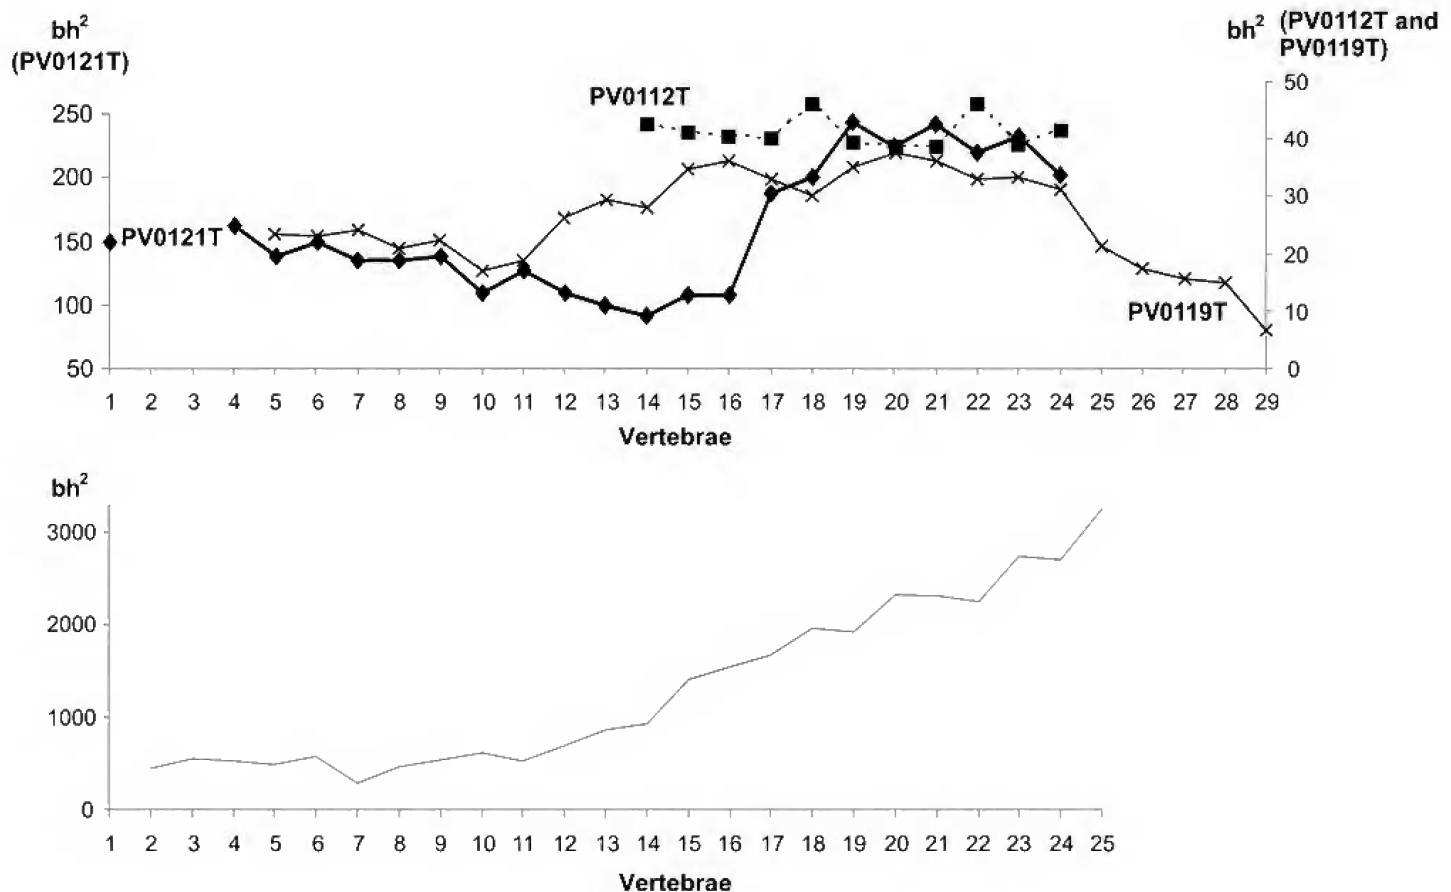 bh²
(PV0121T)
bh² (PV0112T and
PV0119T)
50
PV0112T
250
40
200
30
150
PV0121T
20
100
PV0119T
10
50
0
1 2 3 4 5 6 7 8 9 10 11 12 13 14 15 16 17 18 19 20 21 22 23 24 25 26 27 28 29
Vertebrae
bh²
3000
2000
1000
0
1 2 3 4 5 6 7 8 9 10 11 12 13 14 15 16 17 18 19 20 21 22 23 24 25
Vertebrae